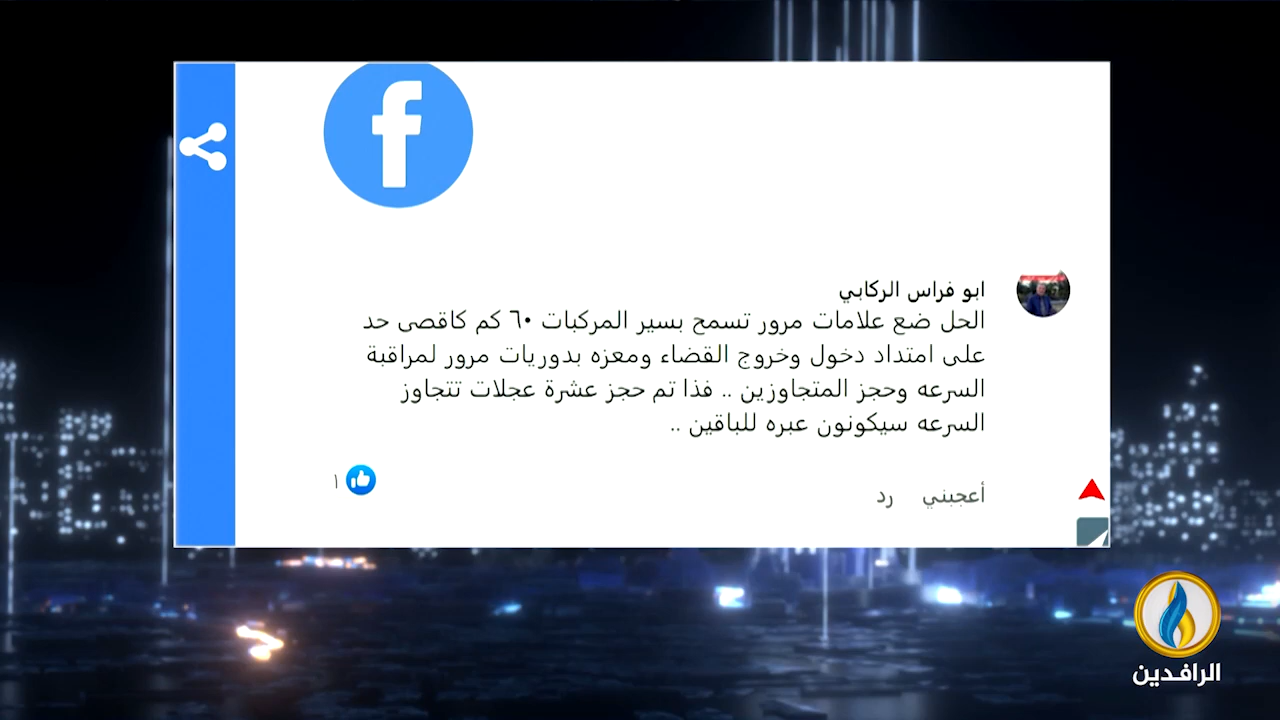 f
ابو فراس الركابي
الحل ضع علامات مرور تسمح بسير المركبات ٦٠ كم كاقصى حد
على امتداد دخول وخروج القضاء ومعزه بدوريات مرور لمراقبة
السرعه وحجز المتجاوزين .. فذا تم حجز عشرة عجلات تتجاوز
السرعه سيكونون عبره للباقين ..
أعجبني رد
١
الرافدين